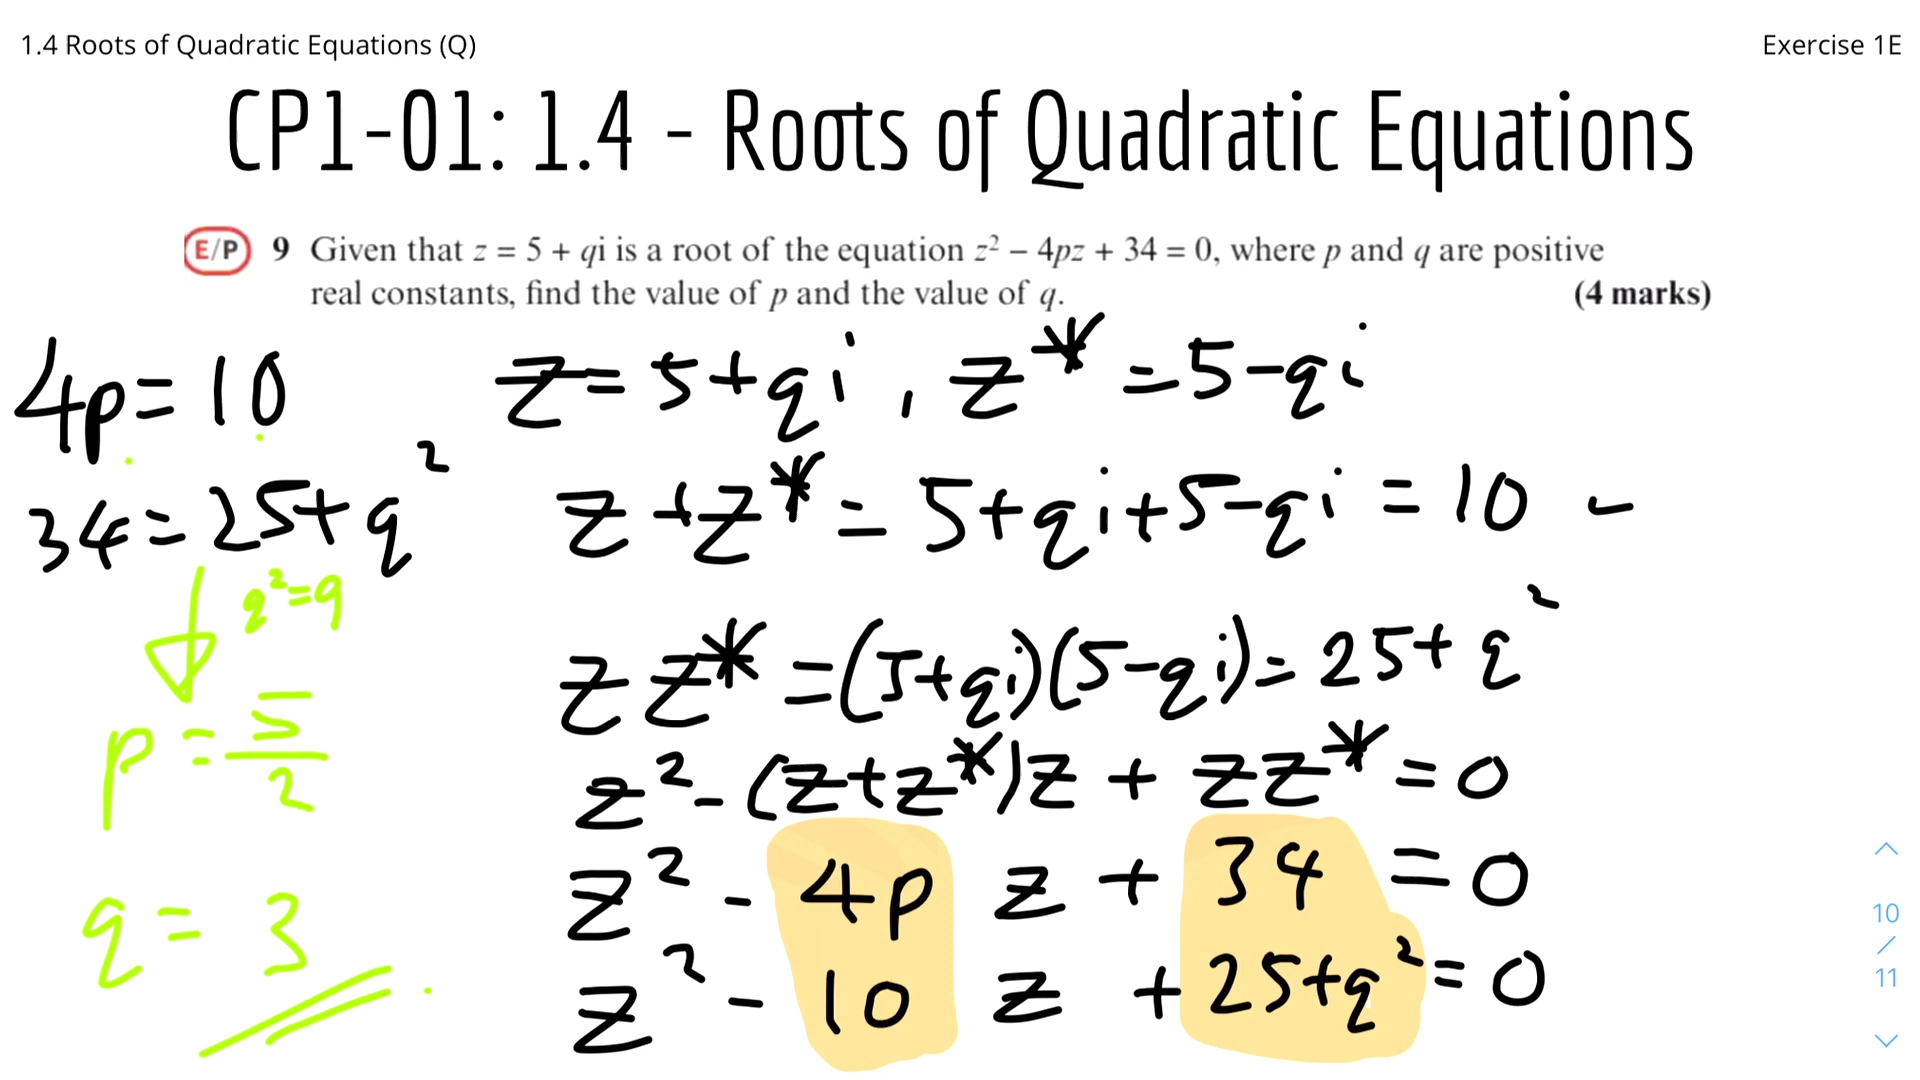 1.4 Roots of Quadratic Equations (Q)
Exercise 1E
CP1-01: 1.4 - Roots of Quadratic Equations
E/P 9 Given that z = 5 + qi is a root of the equation z² – 4pz + 34 = 0, where p and q are positive
real constants, find the value of p and the value of q. (4 marks)
4p = 10
34 = 25 + q²
q² = 9
p = 5/2
q = 3
z = 5 + qi, z* = 5 - qi
z + z* = 5 + qi + 5 - qi = 10
zz* = (5 + qi)(5 - qi) = 25 + q²
z² - (z + z*)z + zz* = 0
z² - 4p z + 34 = 0
z² - 10 z + 25 + q² = 0
10
/
11